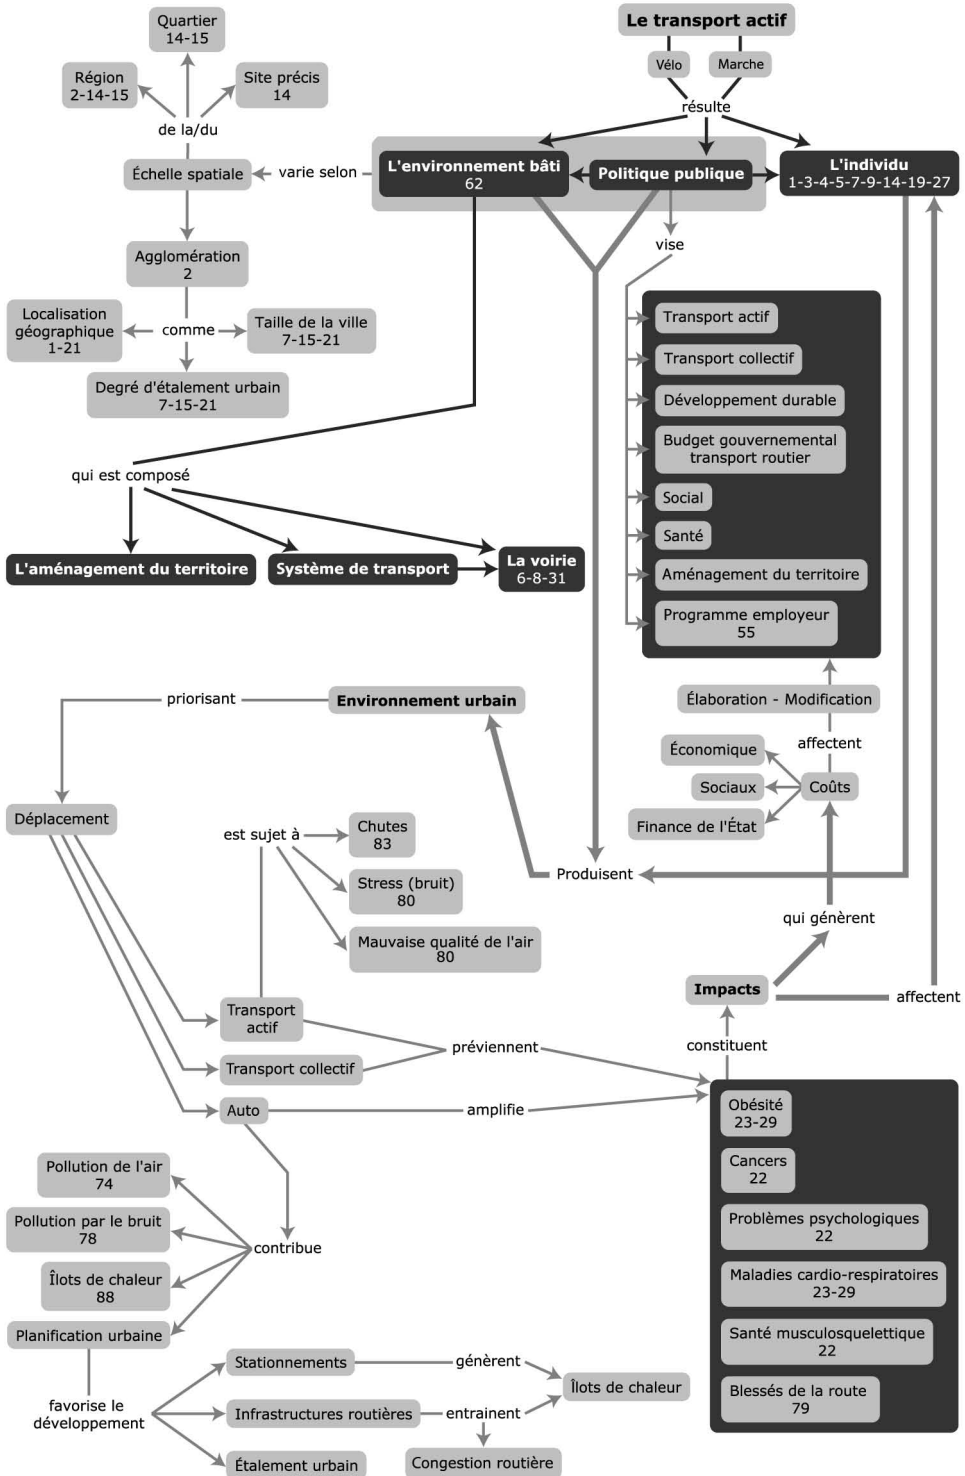 Le transport actif
Vélo
Marche
résulte
Quartier
14-15
Région
2-14-15
Site précis
14
de la/du
Échelle spatiale
varie selon
L'environnement bâti
62
Politique publique
L'individu
1-3-4-5-7-9-14-19-27
vise
Agglomération
2
Localisation
géographique
1-21
comme
Taille de la ville
7-15-21
Degré d'étalement urbain
7-15-21
Transport actif
Transport collectif
Développement durable
Budget gouvernemental
transport routier
Social
Santé
Aménagement du territoire
Programme employeur
55
qui est composé
L'aménagement du territoire
Système de transport
La voirie
6-8-31
priorisant
Environnement urbain
Élaboration - Modification
affectent
Économique
Sociaux
Finance de l'État
Coûts
Déplacement
est sujet à
Chutes
83
Stress (bruit)
80
Mauvaise qualité de l'air
80
Produisent
qui génèrent
Impacts
affectent
constituent
Transport
actif
Transport collectif
Auto
préviennent
amplifie
Obésité
23-29
Cancers
22
Problèmes psychologiques
22
Maladies cardio-respiratoires
23-29
Santé musculosquelettique
22
Blessés de la route
79
Pollution de l'air
74
Pollution par le bruit
78
Îlots de chaleur
88
Planification urbaine
contribue
favorise le
développement
Stationnements
génèrent
Infrastructures routières
entrainent
Îlots de chaleur
Étalement urbain
Congestion routière